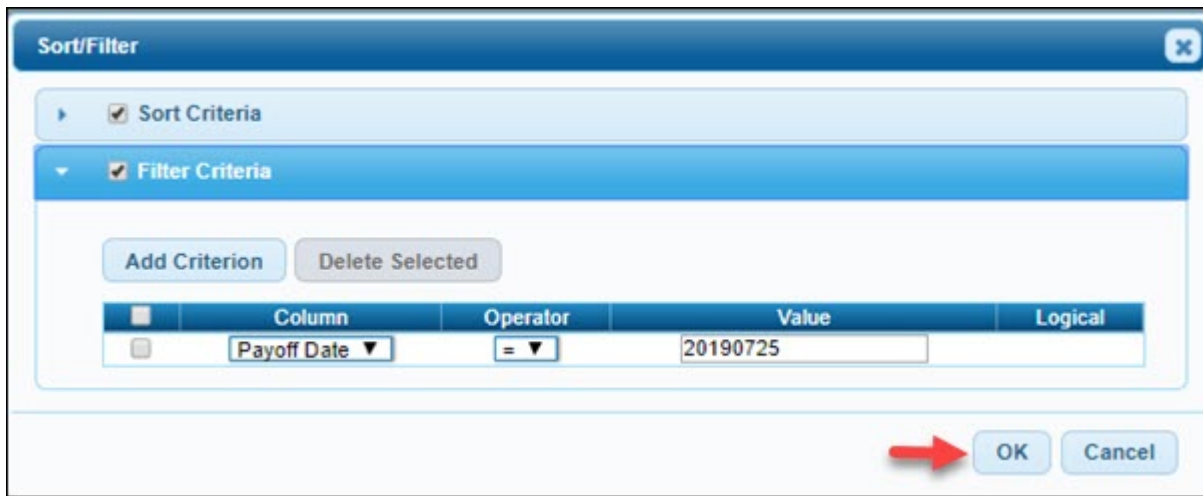 Sort/Filter
Sort Criteria
Filter Criteria
Add Criterion Delete Selected
Column Operator Value Logical
Payoff Date = 20190725
OK Cancel